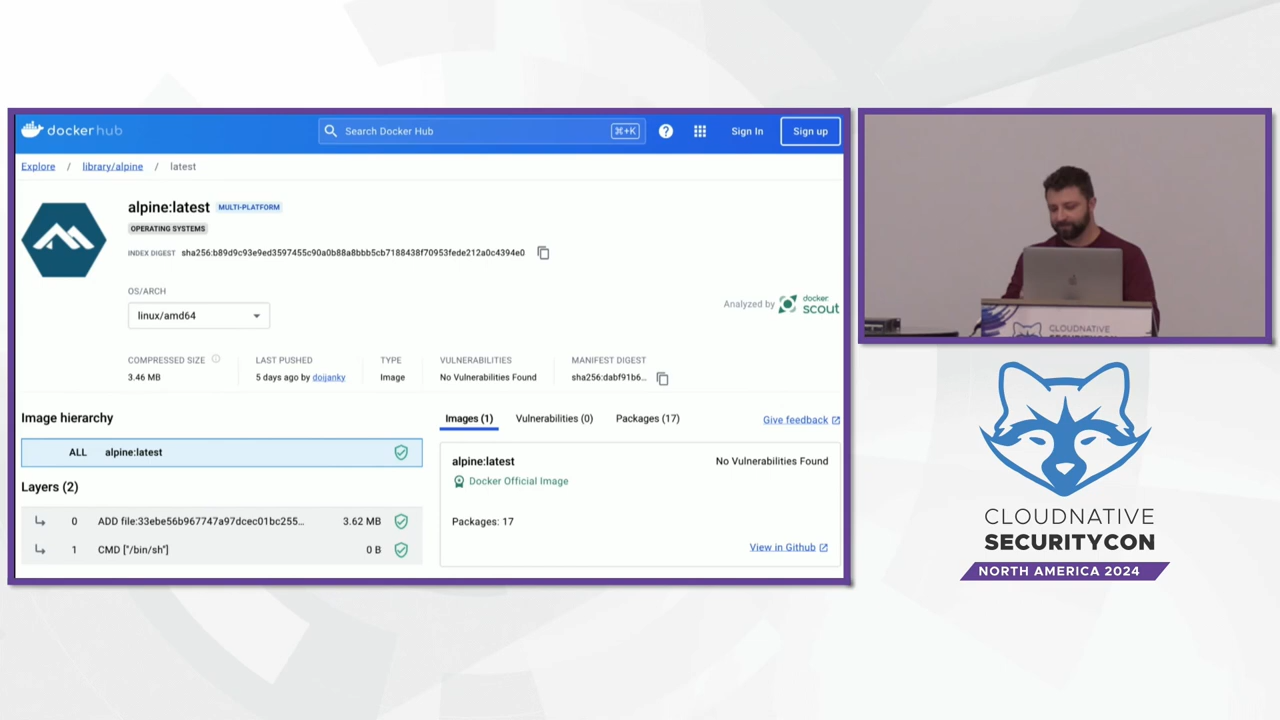 dockerhub
Search Docker Hub
⌘+K
?
Sign In
Sign up
Explore / library/alpine / latest
alpine:latest MULTI-PLATFORM
OPERATING SYSTEMS
INDEX DIGEST sha256:b89d9c93e9ed3597455c90a0b88a8bbb5cb7188438f70953fede212a0c4394e0
OS/ARCH
linux/amd64
Analyzed by docker scout
COMPRESSED SIZE
3.46 MB
LAST PUSHED
5 days ago by doijanky
TYPE
Image
VULNERABILITIES
No Vulnerabilities Found
MANIFEST DIGEST
sha256:dabf91b6...
Image hierarchy
ALL alpine:latest
Layers (2)
0 ADD file:33ebe56b967747a97dcec01bc255... 3.62 MB
1 CMD ["/bin/sh"] 0 B
Images (1) Vulnerabilities (0) Packages (17) Give feedback
alpine:latest No Vulnerabilities Found
Docker Official Image
Packages: 17
View in Github
CLOUDNATIVE
CLOUDNATIVE
SECURITYCON
NORTH AMERICA 2024